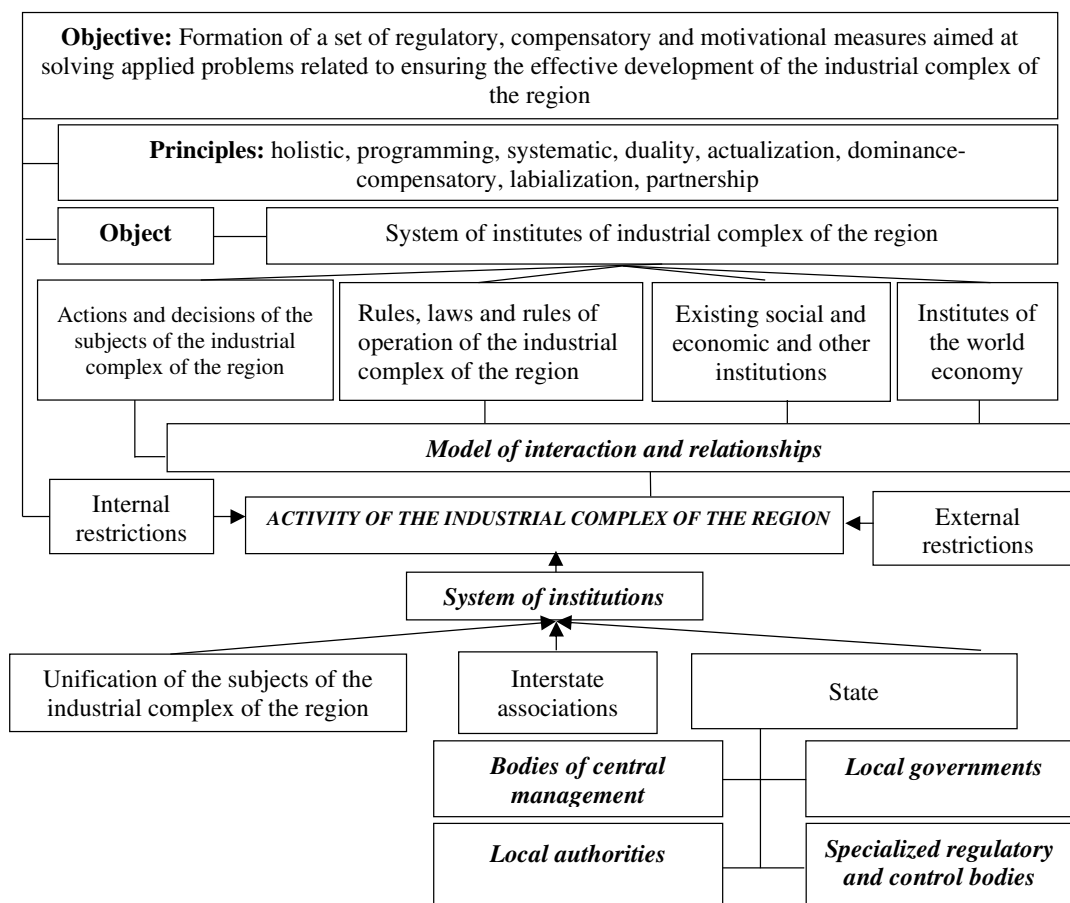 Objective: Formation of a set of regulatory, compensatory and motivational measures aimed at
solving applied problems related to ensuring the effective development of the industrial complex of
the region
Principles: holistic, programming, systematic, duality, actualization, dominance-
compensatory, labialization, partnership
Object
System of institutes of industrial complex of the region
Actions and decisions of the
subjects of the industrial
complex of the region
Rules, laws and rules of
operation of the industrial
complex of the region
Existing social and
economic and other
institutions
Institutes of
the world
economy
Model of interaction and relationships
Internal
restrictions
ACTIVITY OF THE INDUSTRIAL COMPLEX OF THE REGION
External
restrictions
System of institutions
Unification of the subjects of the
industrial complex of the region
Interstate
associations
State
Bodies of central
management
Local governments
Local authorities
Specialized regulatory
and control bodies